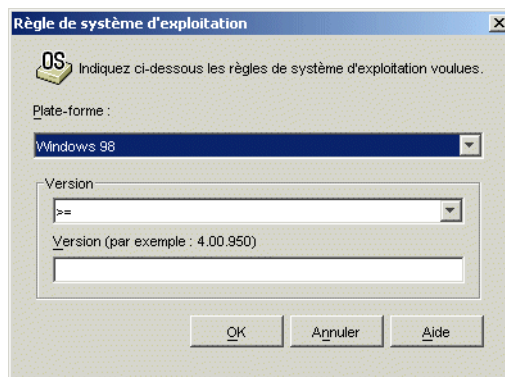 Règle de système d'exploitation
OS
Indiquez ci-dessous les règles de système d'exploitation voulues.
Plate-forme :
Windows 98
Version
>=
Version (par exemple : 4.00.950)
OK
Annuler
Aide